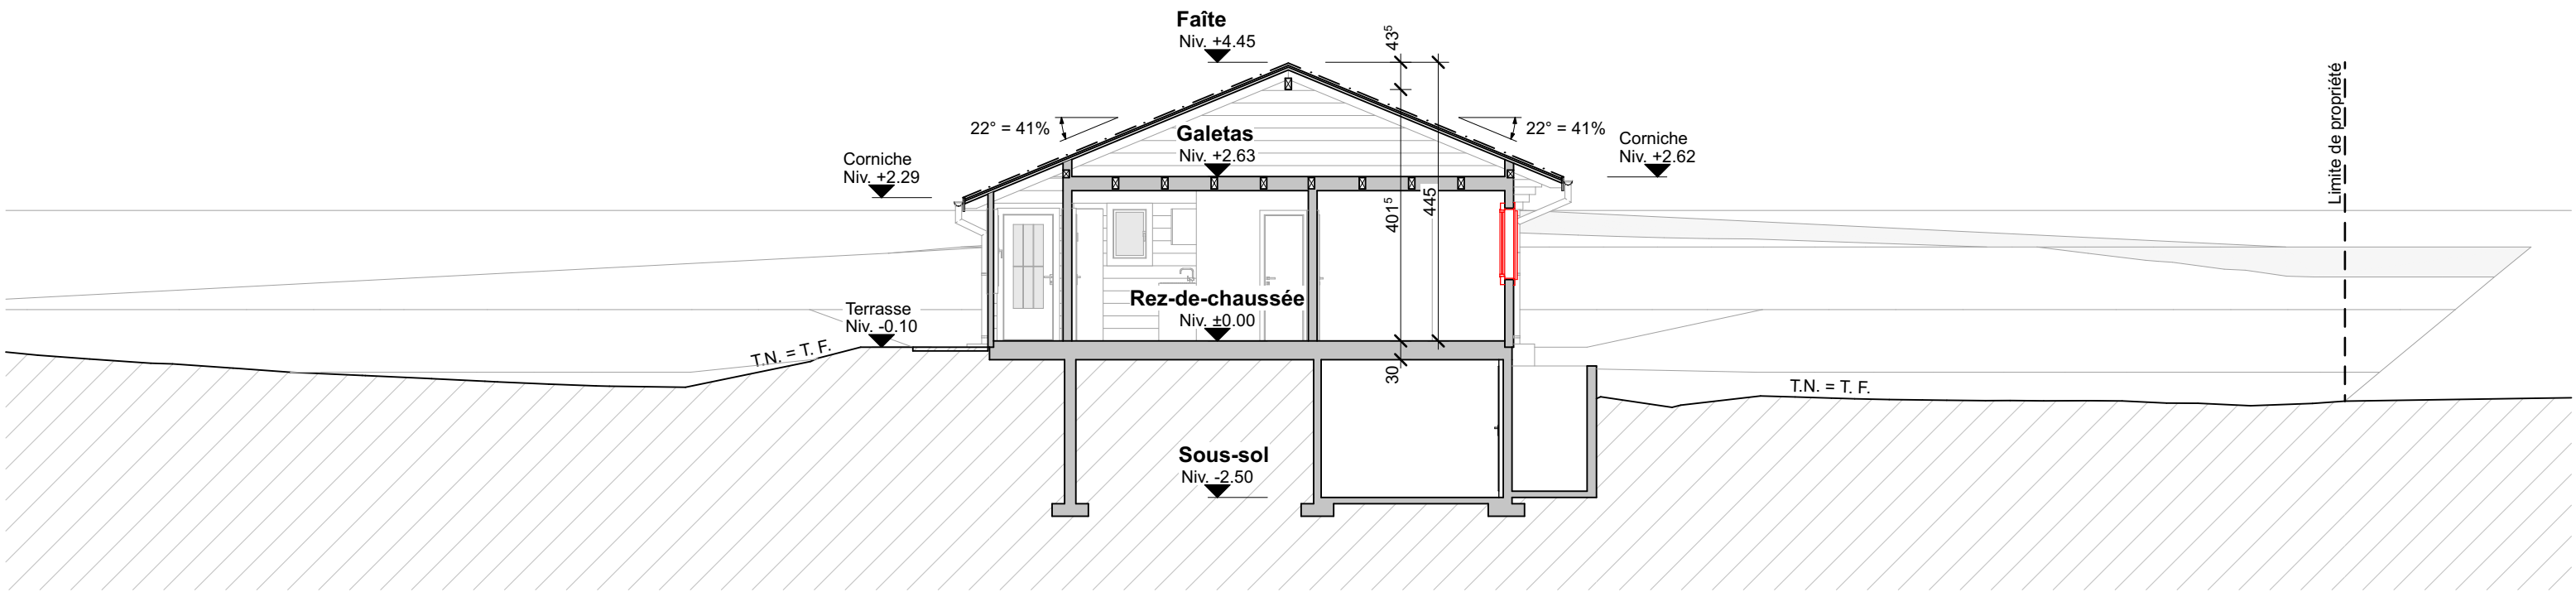 Faîte
Niv. +4.45
43⁵
Limite de propriété
22° = 41%
Galetas
Niv. +2.63
22° = 41%
Corniche
Niv. +2.29
Corniche
Niv. +2.62
401⁵
445
Terrasse
Niv. -0.10
Rez-de-chaussée
Niv. ±0.00
T.N. = T. F.
30
T.N. = T. F.
Sous-sol
Niv. -2.50